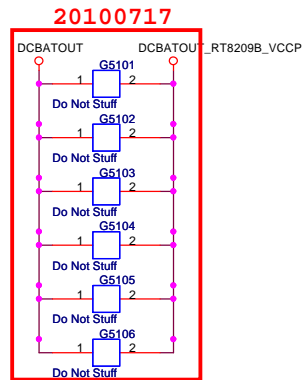 20100717
DCBATOUT DCBATOUT_RT8209B_VCCP
G5101
1 2
Do Not Stuff
G5102
1 2
Do Not Stuff
G5103
1 2
Do Not Stuff
G5104
1 2
Do Not Stuff
G5105
1 2
Do Not Stuff
G5106
1 2
Do Not Stuff